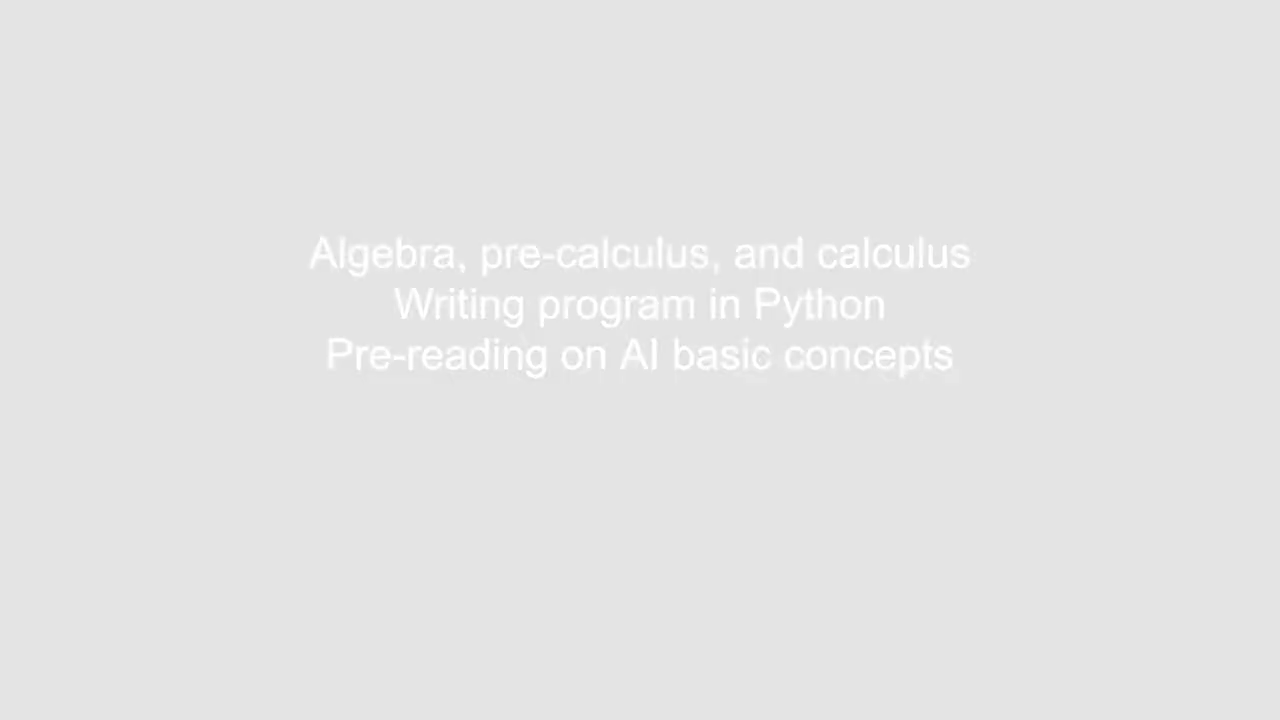 Algebra, pre-calculus, and calculus
Writing program in Python
Pre-reading on AI basic concepts